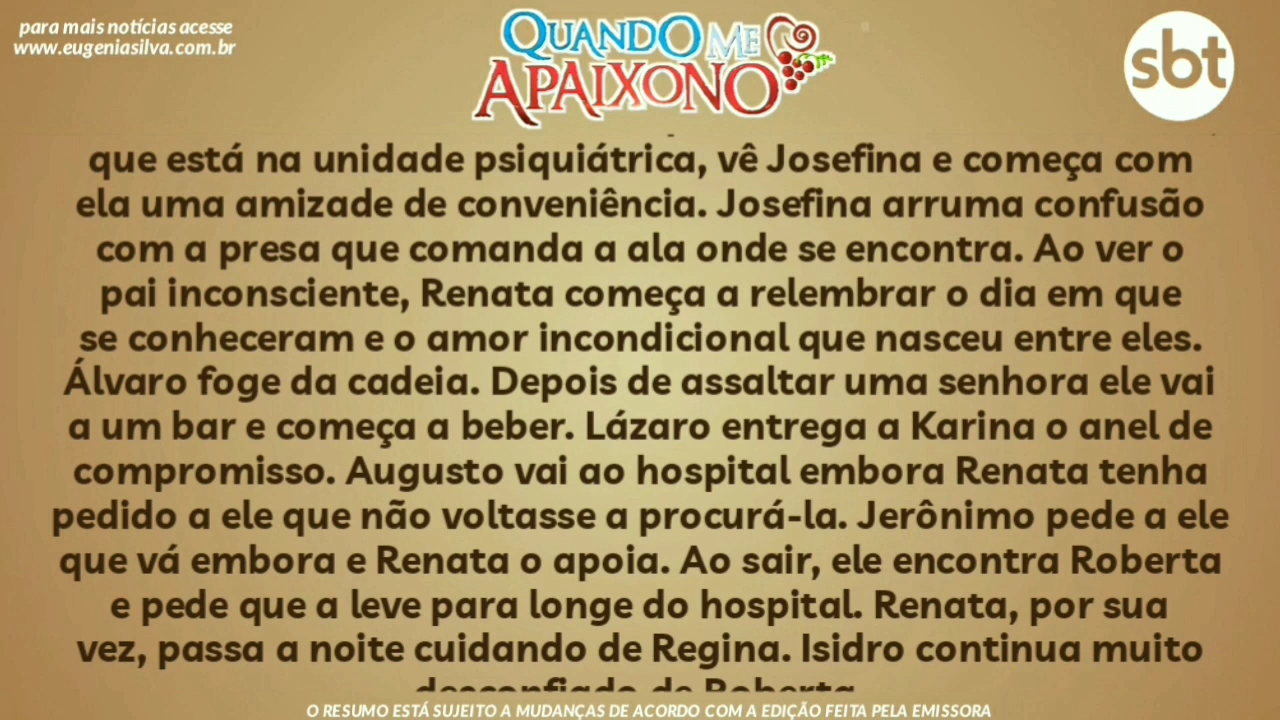 para mais notícias acesse
www.eugeniasilva.com.br
QUANDO ME
APAIXONO
sbt
que está na unidade psiquiátrica, vê Josefina e começa com
ela uma amizade de conveniência. Josefina arruma confusão
com a presa que comanda a ala onde se encontra. Ao ver o
pai inconsciente, Renata começa a relembrar o dia em que
se conheceram e o amor incondicional que nasceu entre eles.
Álvaro foge da cadeia. Depois de assaltar uma senhora ele vai
a um bar e começa a beber. Lázaro entrega a Karina o anel de
compromisso. Augusto vai ao hospital embora Renata tenha
pedido a ele que não voltasse a procurá-la. Jerônimo pede a ele
que vá embora e Renata o apoia. Ao sair, ele encontra Roberta
e pede que a leve para longe do hospital. Renata, por sua
vez, passa a noite cuidando de Regina. Isidro continua muito
desconfiado de Roberta
O RESUMO ESTÁ SUJEITO A MUDANÇAS DE ACORDO COM A EDIÇÃO FEITA PELA EMISSORA